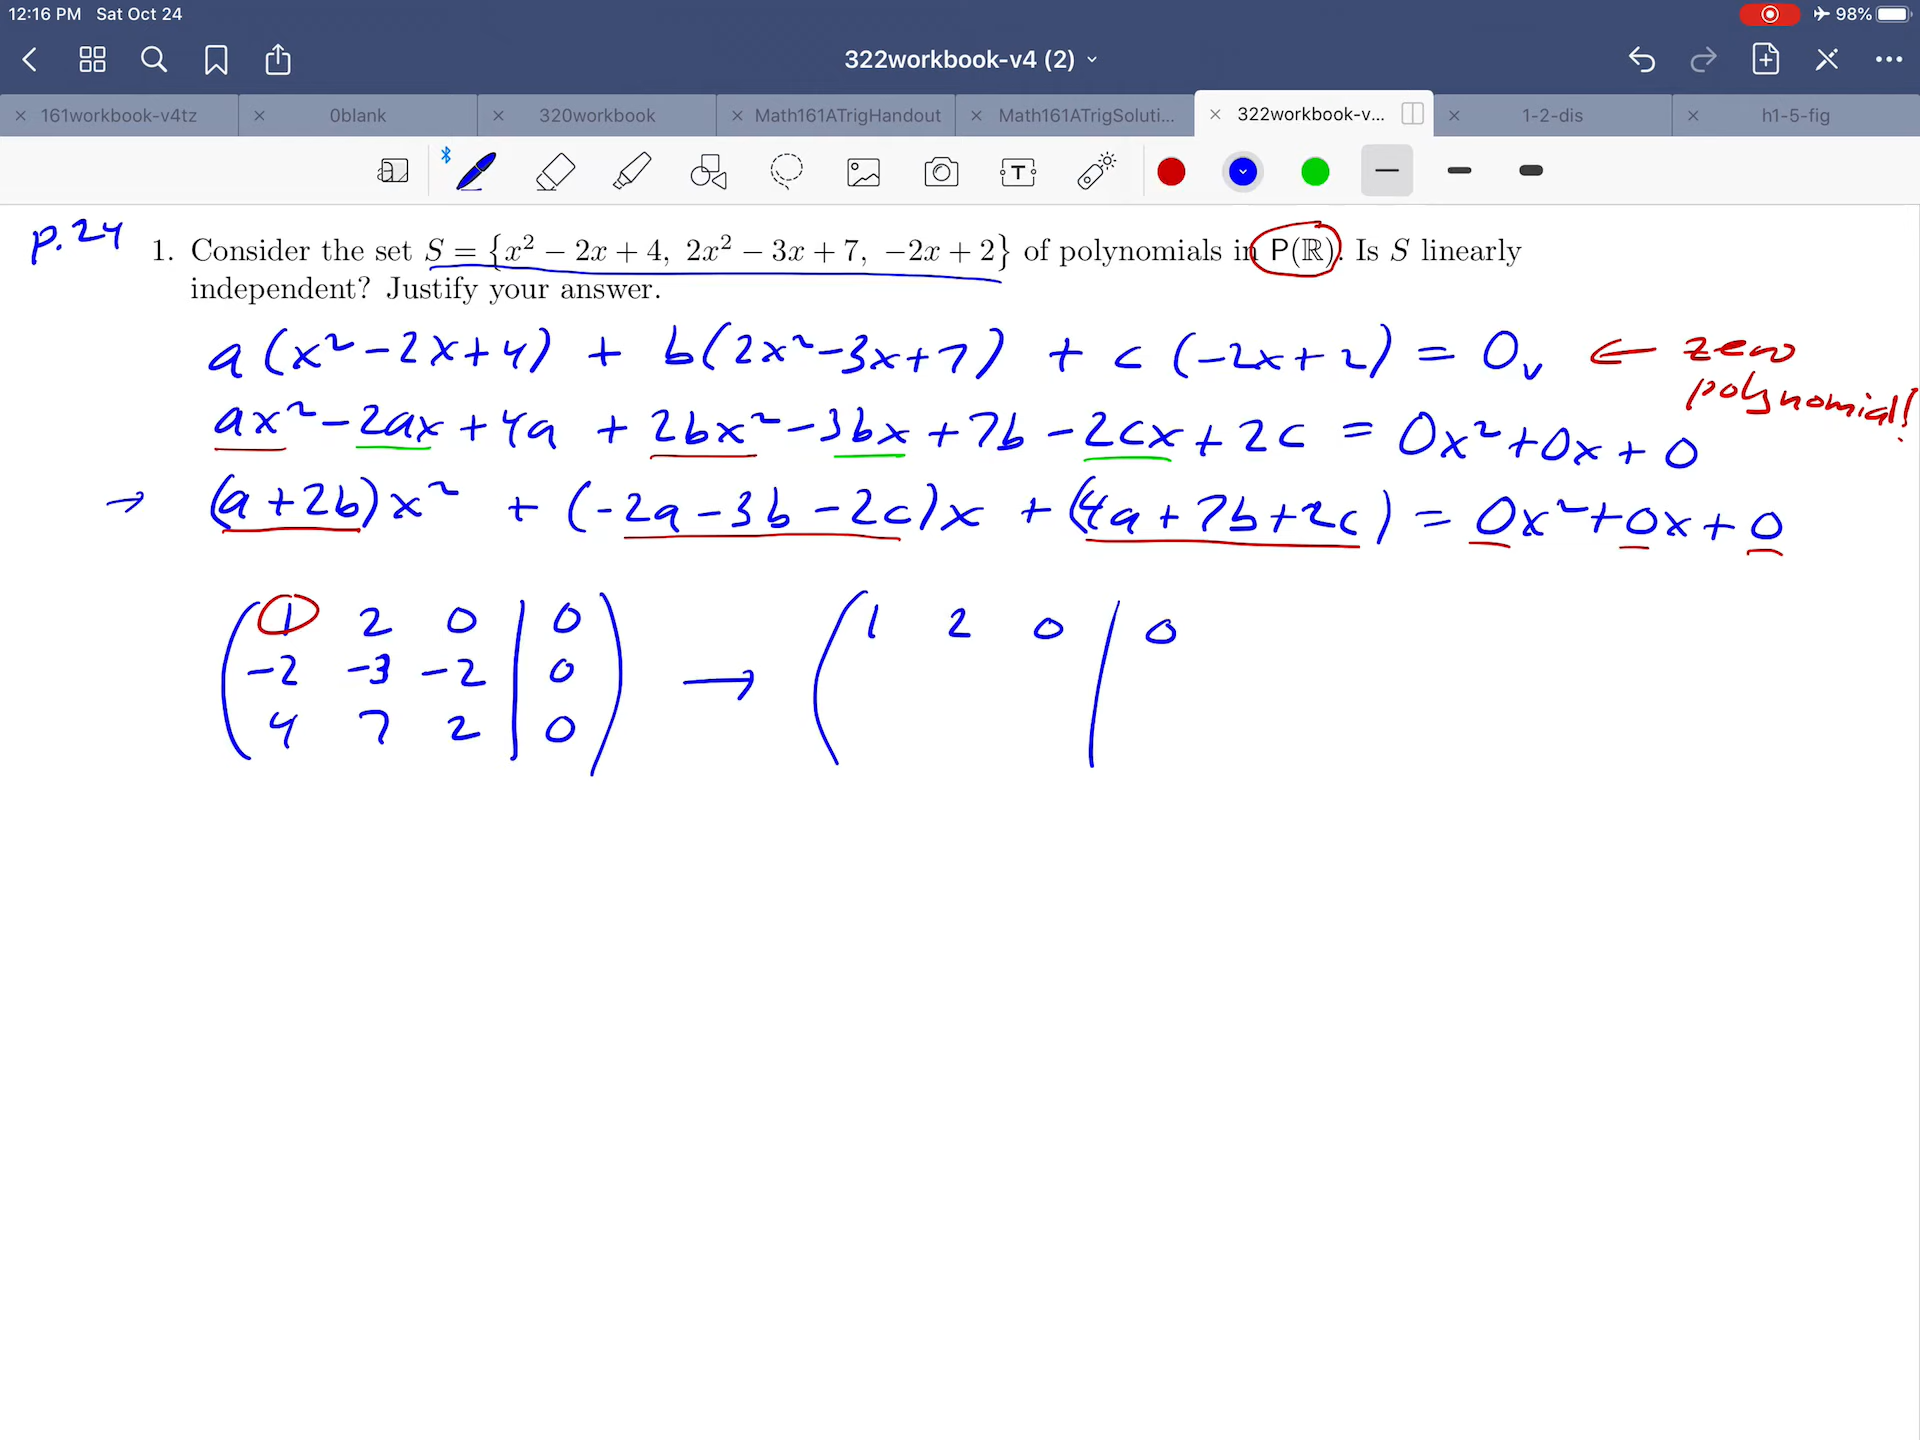 12:16 PM Sat Oct 24
98%
322workbook-v4 (2)
161workbook-v4tz
0blank
320workbook
Math161ATrigHandout
Math161ATrigSoluti...
322workbook-v...
1-2-dis
h1-5-fig
p.24
1. Consider the set S = {x² − 2x + 4, 2x² − 3x + 7, −2x + 2} of polynomials in P(ℝ). Is S linearly
independent? Justify your answer.
a(x²−2x+4) + b(2x²−3x+7) + c(−2x+2) = 0ᵥ ← zero
polynomial!
ax²−2ax+4a + 2bx²−3bx+7b−2cx+2c = 0x²+0x+0
→ (a+2b)x² + (−2a−3b−2c)x + (4a+7b+2c) = 0x²+0x+0
( 1 2 0 | 0 ) → ( 1 2 0 | 0
−2 −3 −2 | 0
4 7 2 | 0